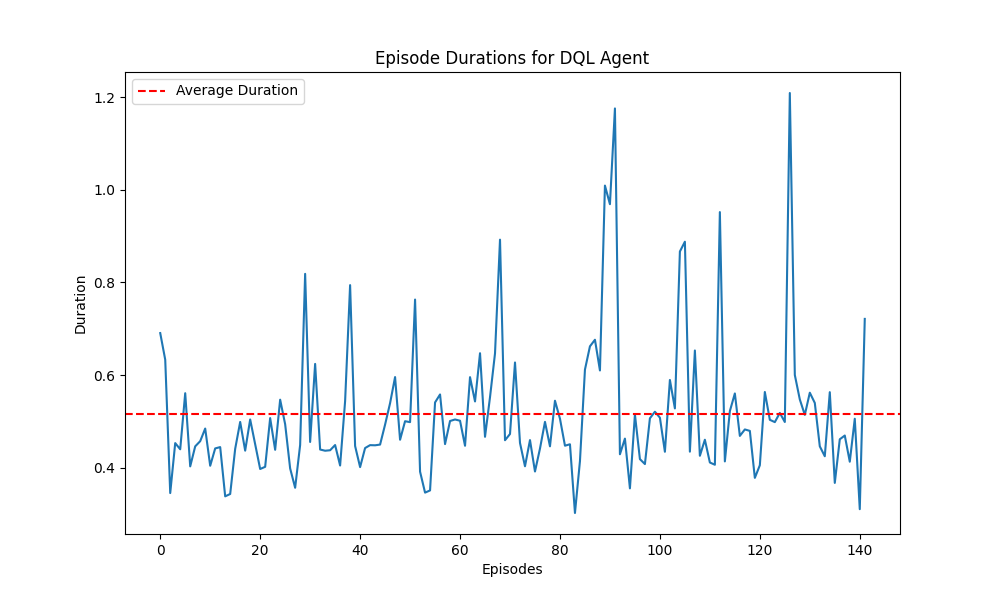 Episode Durations for DQL Agent
Average Duration
1.2
1.0
0.8
0.6
0.4
Duration
0 20 40 60 80 100 120 140
Episodes